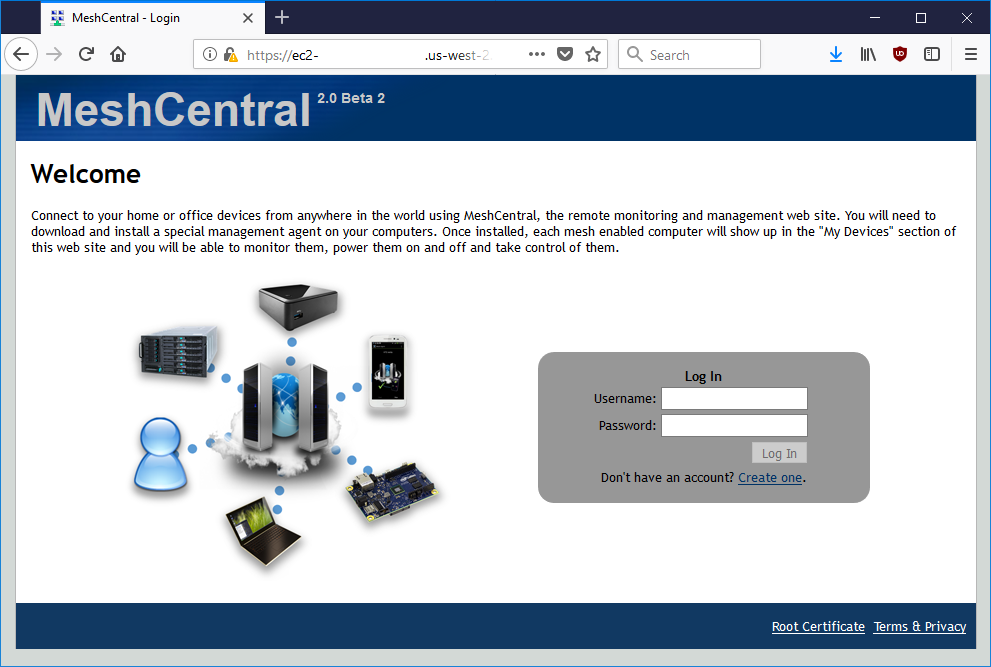 MeshCentral - Login
https://ec2- .us-west-2
Search
MeshCentral 2.0 Beta 2
Welcome
Connect to your home or office devices from anywhere in the world using MeshCentral, the remote monitoring and management web site. You will need to
download and install a special management agent on your computers. Once installed, each mesh enabled computer will show up in the "My Devices" section of
this web site and you will be able to monitor them, power them on and off and take control of them.
Log In
Username:
Password:
Log In
Don't have an account? Create one.
Root Certificate Terms & Privacy